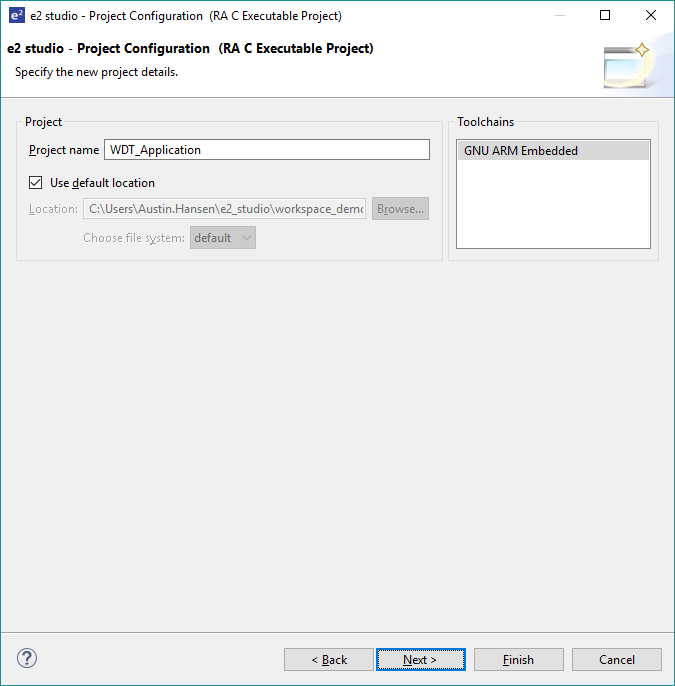 e² e2 studio - Project Configuration (RA C Executable Project)
e2 studio - Project Configuration (RA C Executable Project)
Specify the new project details.
Project
Project name WDT_Application
Use default location
Location: C:\Users\Austin.Hansen\e2_studio\workspace_demo Browse...
Choose file system: default
Toolchains
GNU ARM Embedded
?
< Back Next > Finish Cancel